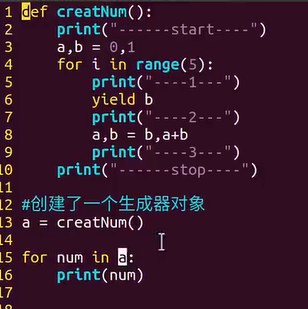 1 def creatNum():
2     print("------start----")
3     a,b = 0,1
4     for i in range(5):
5         print("----1---")
6         yield b
7         print("----2---")
8         a,b = b,a+b
9         print("----3---")
10     print("------stop----")
11
12 #创建了一个生成器对象
13 a = creatNum()
14
15 for num in a:
16     print(num)
17
18